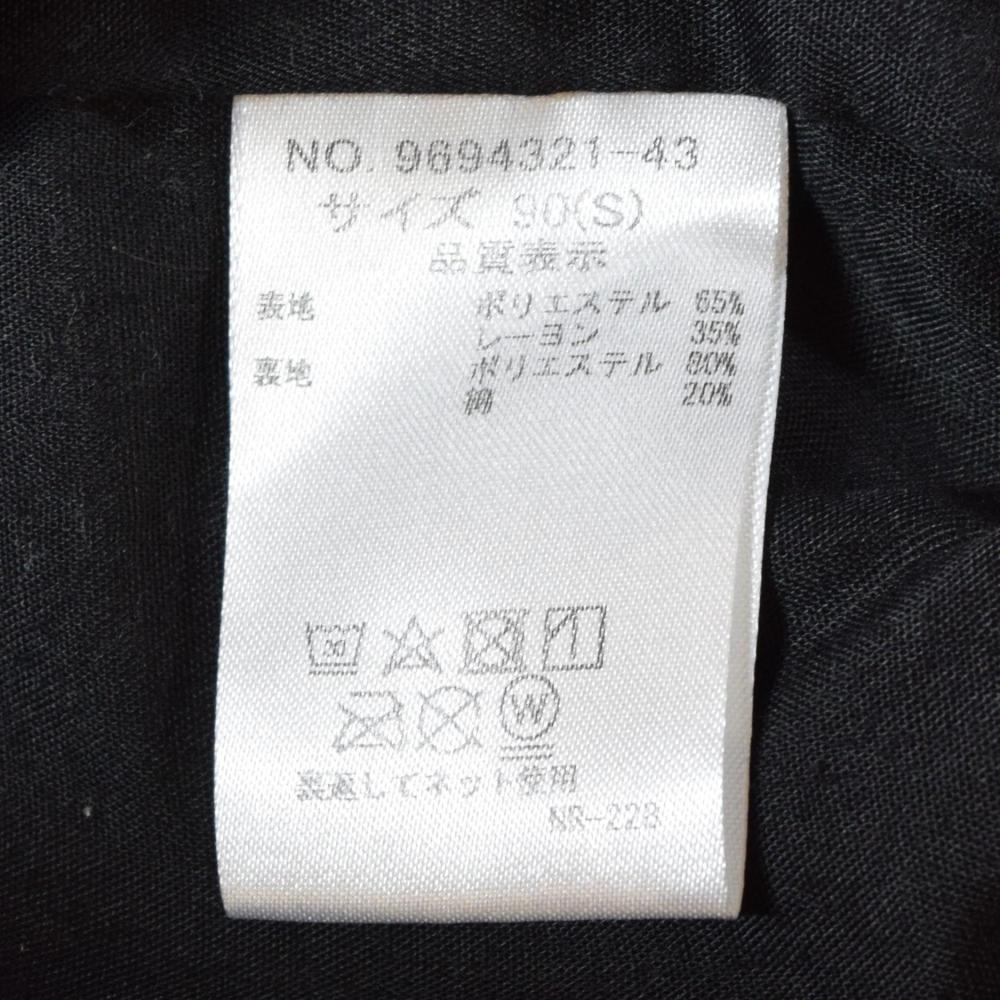 NO. 9694321-43
サイズ 90(S)
品質表示
表地 ポリエステル 65%
レーヨン 35%
裏地 ポリエステル 80%
綿 20%
W
裏返してネット使用
NR-228